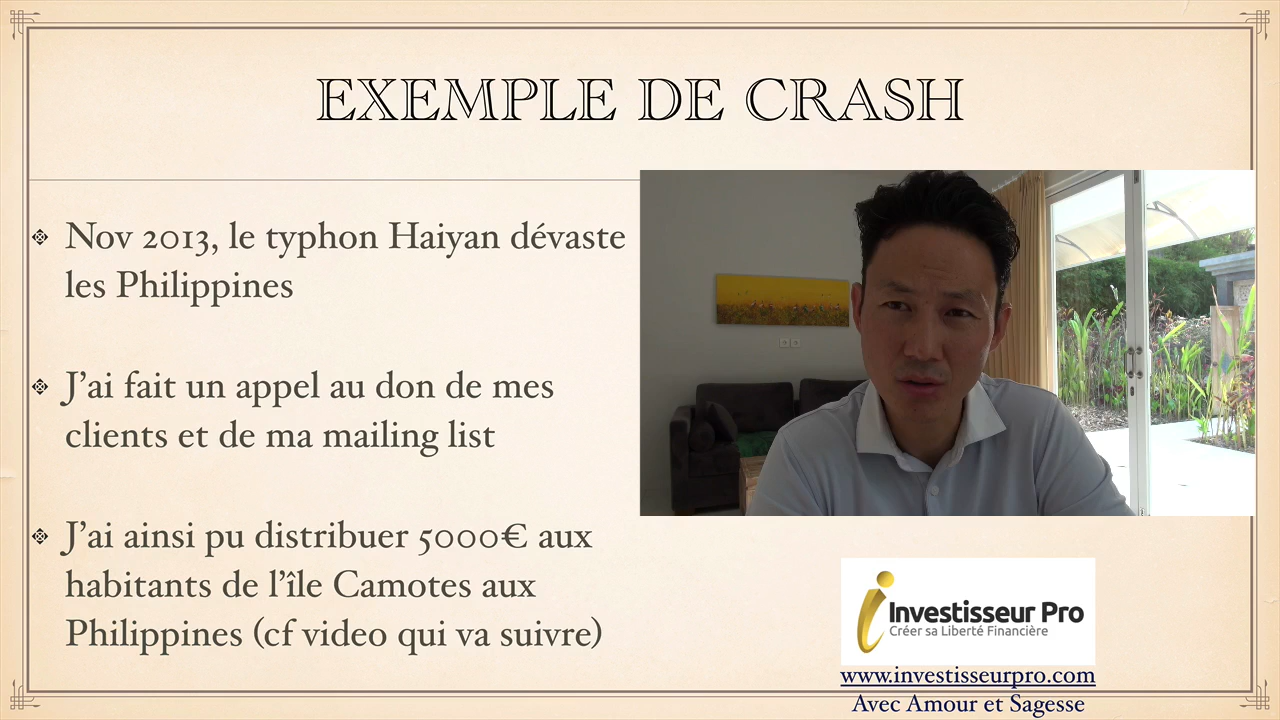 EXEMPLE DE CRASH
Nov 2013, le typhon Haiyan dévaste
les Philippines
J'ai fait un appel au don de mes
clients et de ma mailing list
J'ai ainsi pu distribuer 5000€ aux
habitants de l'île Camotes aux
Philippines (cf video qui va suivre)
Investisseur Pro
Créer sa Liberté Financière
www.investisseurpro.com
Avec Amour et Sagesse